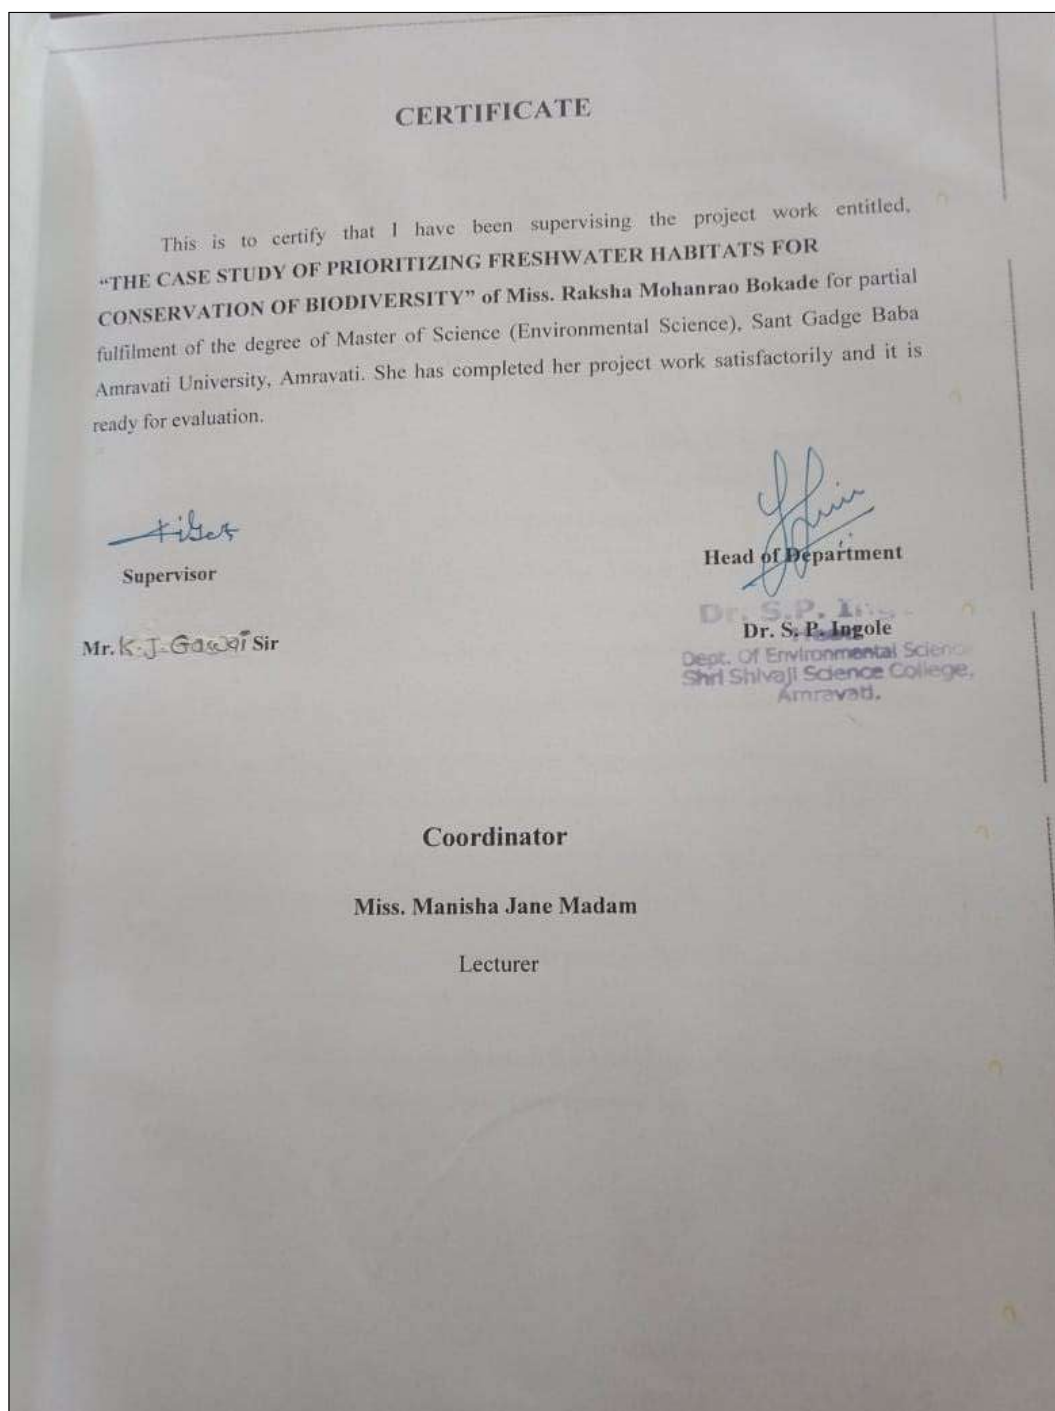 CERTIFICATE
This is to certify that I have been supervising the project work entitled,
“THE CASE STUDY OF PRIORITIZING FRESHWATER HABITATS FOR
CONSERVATION OF BIODIVERSITY” of Miss. Raksha Mohanrao Bokade for partial
fulfilment of the degree of Master of Science (Environmental Science), Sant Gadge Baba
Amravati University, Amravati. She has completed her project work satisfactorily and it is
ready for evaluation.
Supervisor
Mr. K.J. Gawai Sir
Head of Department
Dr. S.P.
Dr. S. P. Ingole
Dept. Of Environmental Science
Shri Shivaji Science College,
Amravati.
Coordinator
Miss. Manisha Jane Madam
Lecturer